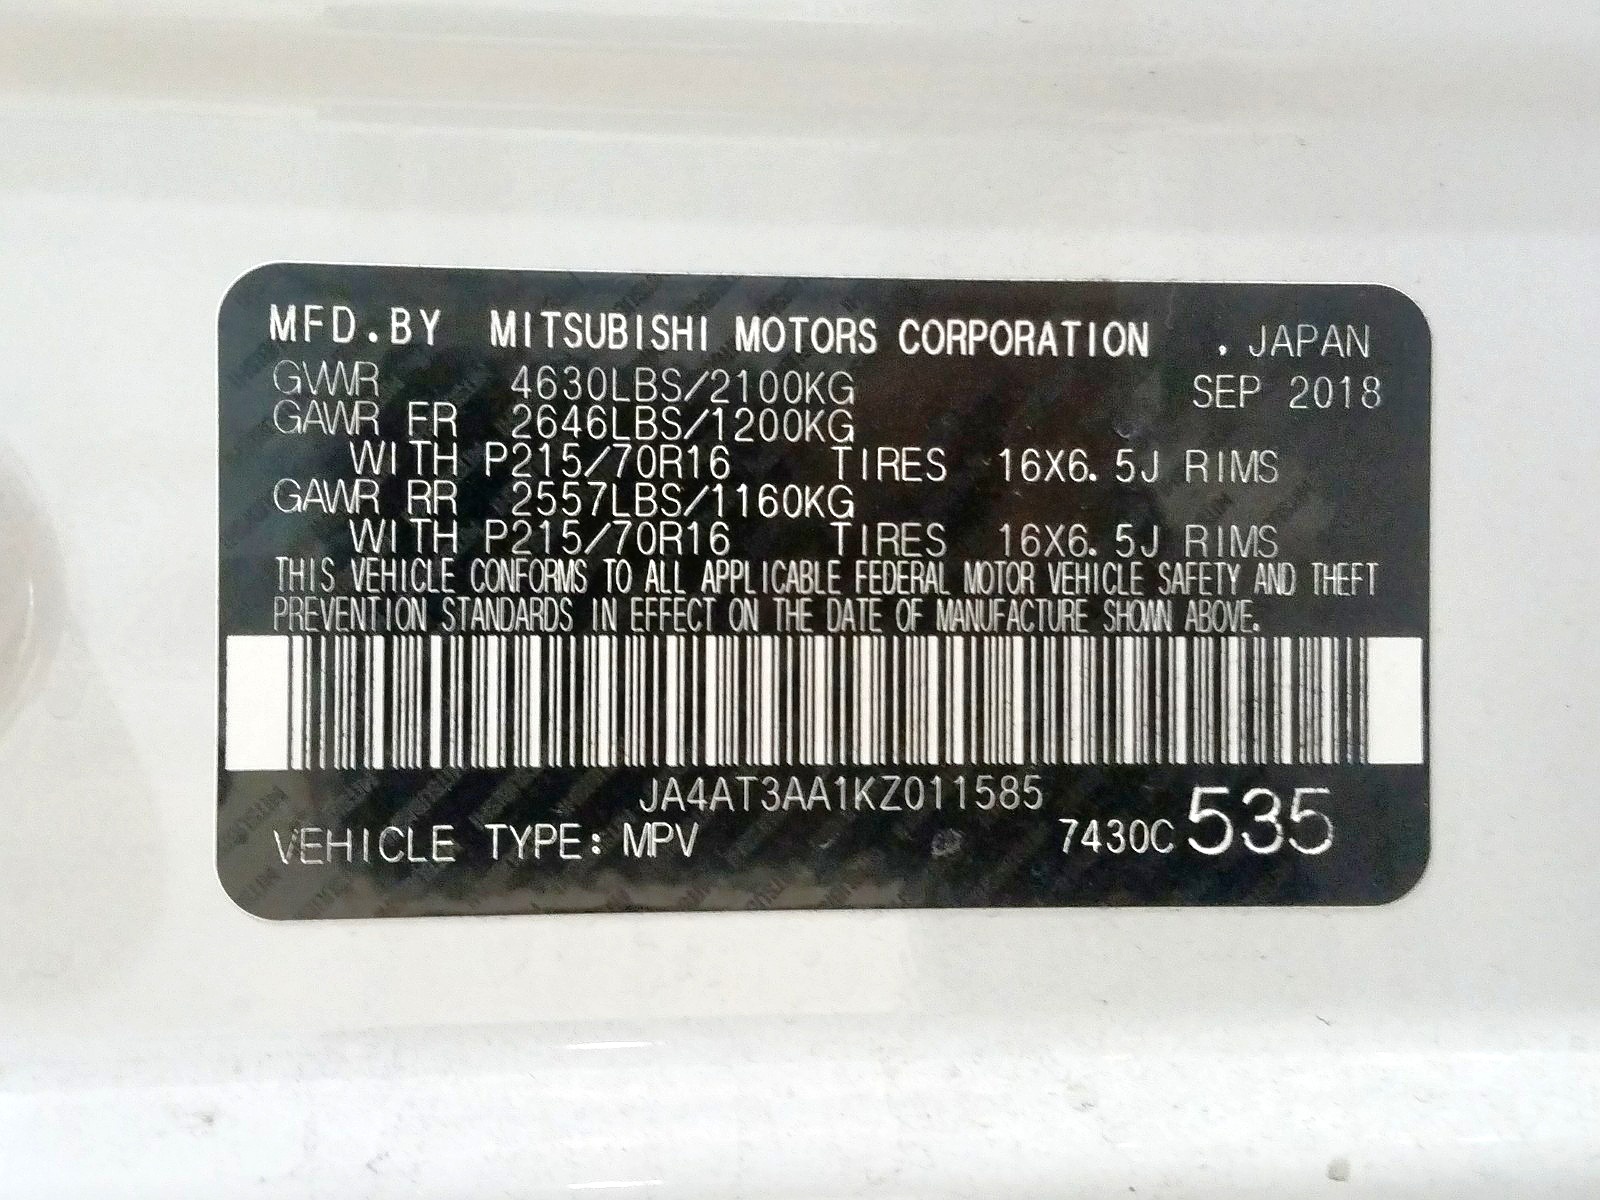 MFD.BY MITSUBISHI MOTORS CORPORATION , JAPAN
GVWR 4630LBS/2100KG SEP 2018
GAWR FR 2646LBS/1200KG
WITH P215/70R16 TIRES 16X6.5J RIMS
GAWR RR 2557LBS/1160KG
WITH P215/70R16 TIRES 16X6.5J RIMS
THIS VEHICLE CONFORMS TO ALL APPLICABLE FEDERAL MOTOR VEHICLE SAFETY AND THEFT
PREVENTION STANDARDS IN EFFECT ON THE DATE OF MANUFACTURE SHOWN ABOVE.
JA4AT3AA1KZ011585
VEHICLE TYPE: MPV 7430C 535